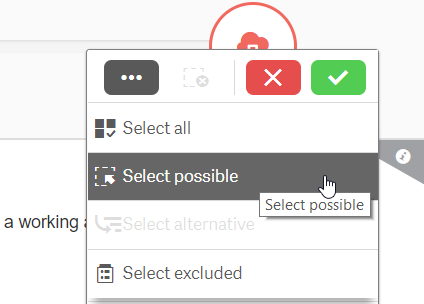 •••
Select all
Select possible
Select possible
a working
Select alternative
Select excluded